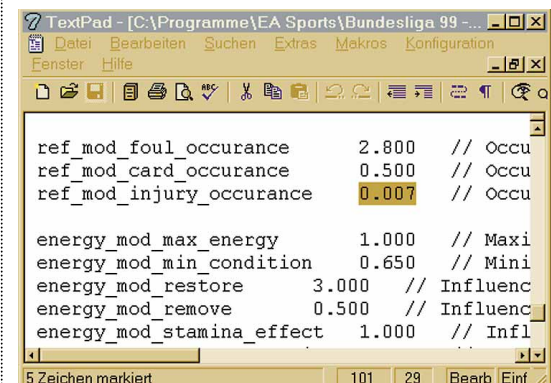 TextPad - [C:\Programme\EA Sports\Bundesliga 99 -...
Datei Bearbeiten Suchen Extras Makros Konfiguration
Fenster Hilfe
ref_mod_foul_occurance 2.800 // Occu
ref_mod_card_occurance 0.500 // Occu
ref_mod_injury_occurance 0.007 // Occu
energy_mod_max_energy 1.000 // Maxi
energy_mod_min_condition 0.650 // Mini
energy_mod_restore 3.000 // Influenc
energy_mod_remove 0.500 // Influenc
energy_mod_stamina_effect 1.000 // Infl
5 Zeichen markiert 101 29 Bearb Einf